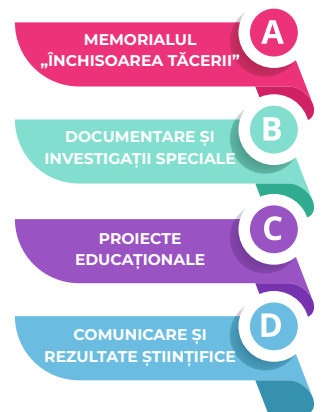 MEMORIALUL
„ÎNCHISOAREA TĂCERII”
A
DOCUMENTARE ȘI
INVESTIGAȚII SPECIALE
B
PROIECTE
EDUCAȚIONALE
C
COMUNICARE ȘI
REZULTATE ȘTIINȚIFICE
D